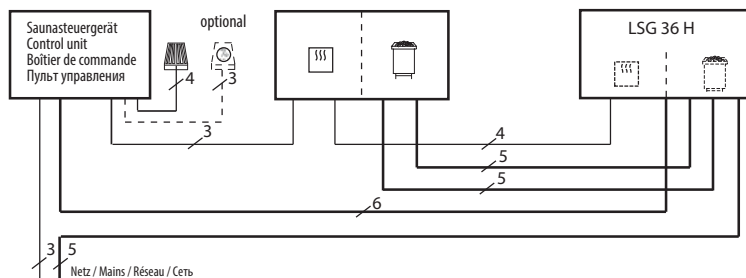 Saunasteuergerät
Control unit
Boîtier de commande
Пульт управления
optional
LSG 36 H
4
3
3
4
5
5
6
3
5
Netz / Mains / Réseau / Сеть